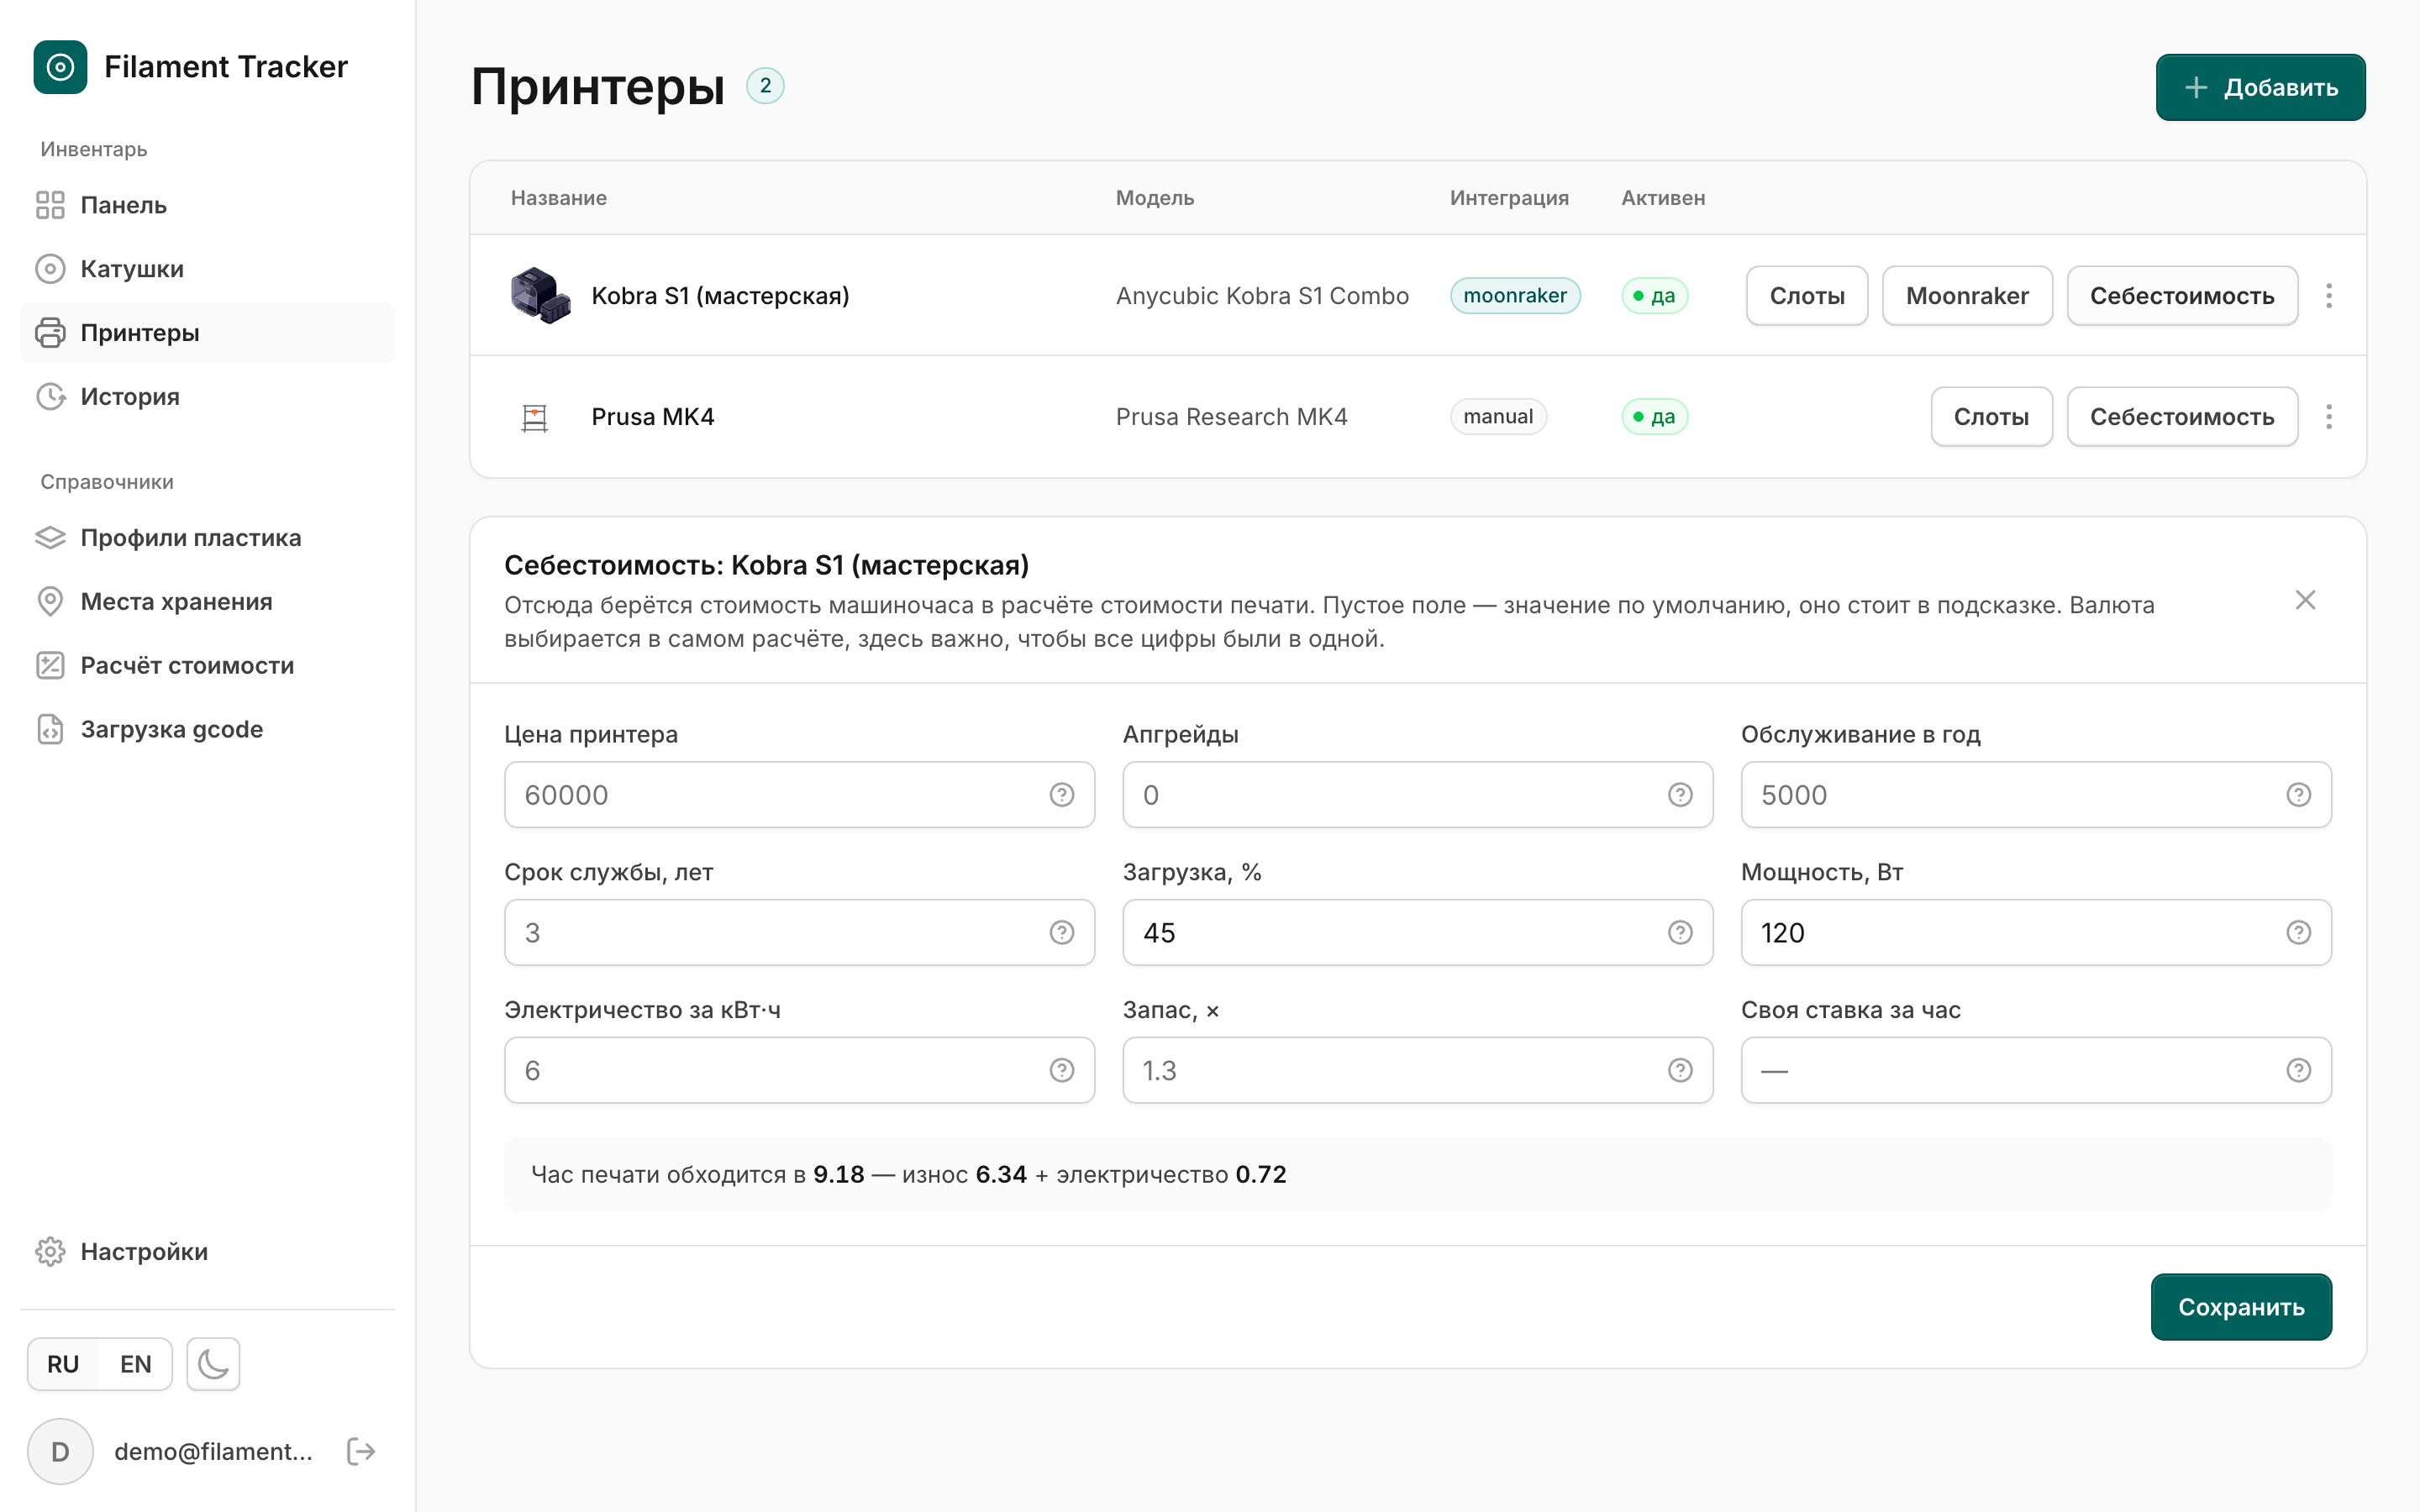 Filament Tracker
Инвентарь
Панель
Катушки
Принтеры
История
Справочники
Профили пластика
Места хранения
Расчёт стоимости
Загрузка gcode
Настройки
RU EN
D demo@filament...
Принтеры 2
Добавить
Название Модель Интеграция Активен
Kobra S1 (мастерская) Anycubic Kobra S1 Combo moonraker да Слоты Moonraker Себестоимость
Prusa MK4 Prusa Research MK4 manual да Слоты Себестоимость
Себестоимость: Kobra S1 (мастерская)
Отсюда берётся стоимость машиночаса в расчёте стоимости печати. Пустое поле — значение по умолчанию, оно стоит в подсказке. Валюта
выбирается в самом расчёте, здесь важно, чтобы все цифры были в одной.
Цена принтера Апгрейды Обслуживание в год
60000 0 5000
Срок службы, лет Загрузка, % Мощность, Вт
3 45 120
Электричество за кВт·ч Запас, × Своя ставка за час
6 1.3 —
Час печати обходится в 9.18 — износ 6.34 + электричество 0.72
Сохранить